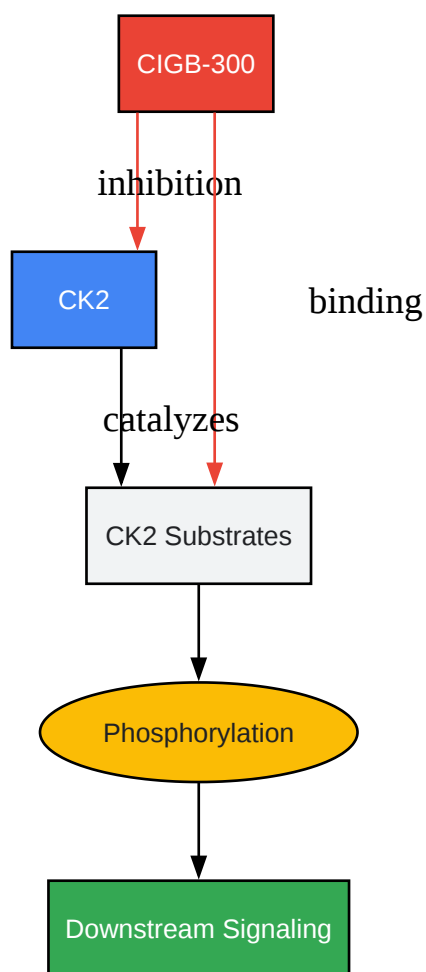 CIGB-300
inhibition
CK2
binding
catalyzes
CK2 Substrates
Phosphorylation
Downstream Signaling